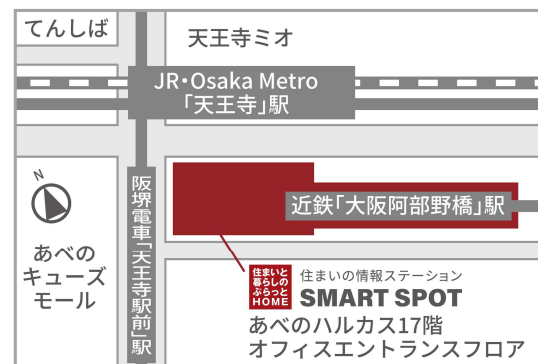 てんしば
天王寺ミオ
JR・Osaka Metro
「天王寺」駅
N
阪堺電車「天王寺駅前」駅
近鉄「大阪阿部野橋」駅
あべの
キューズ
モール
住まいと
暮らしの
ぷらっと
HOME
住まいの情報ステーション
SMART SPOT
あべのハルカス17階
オフィスエントランスフロア